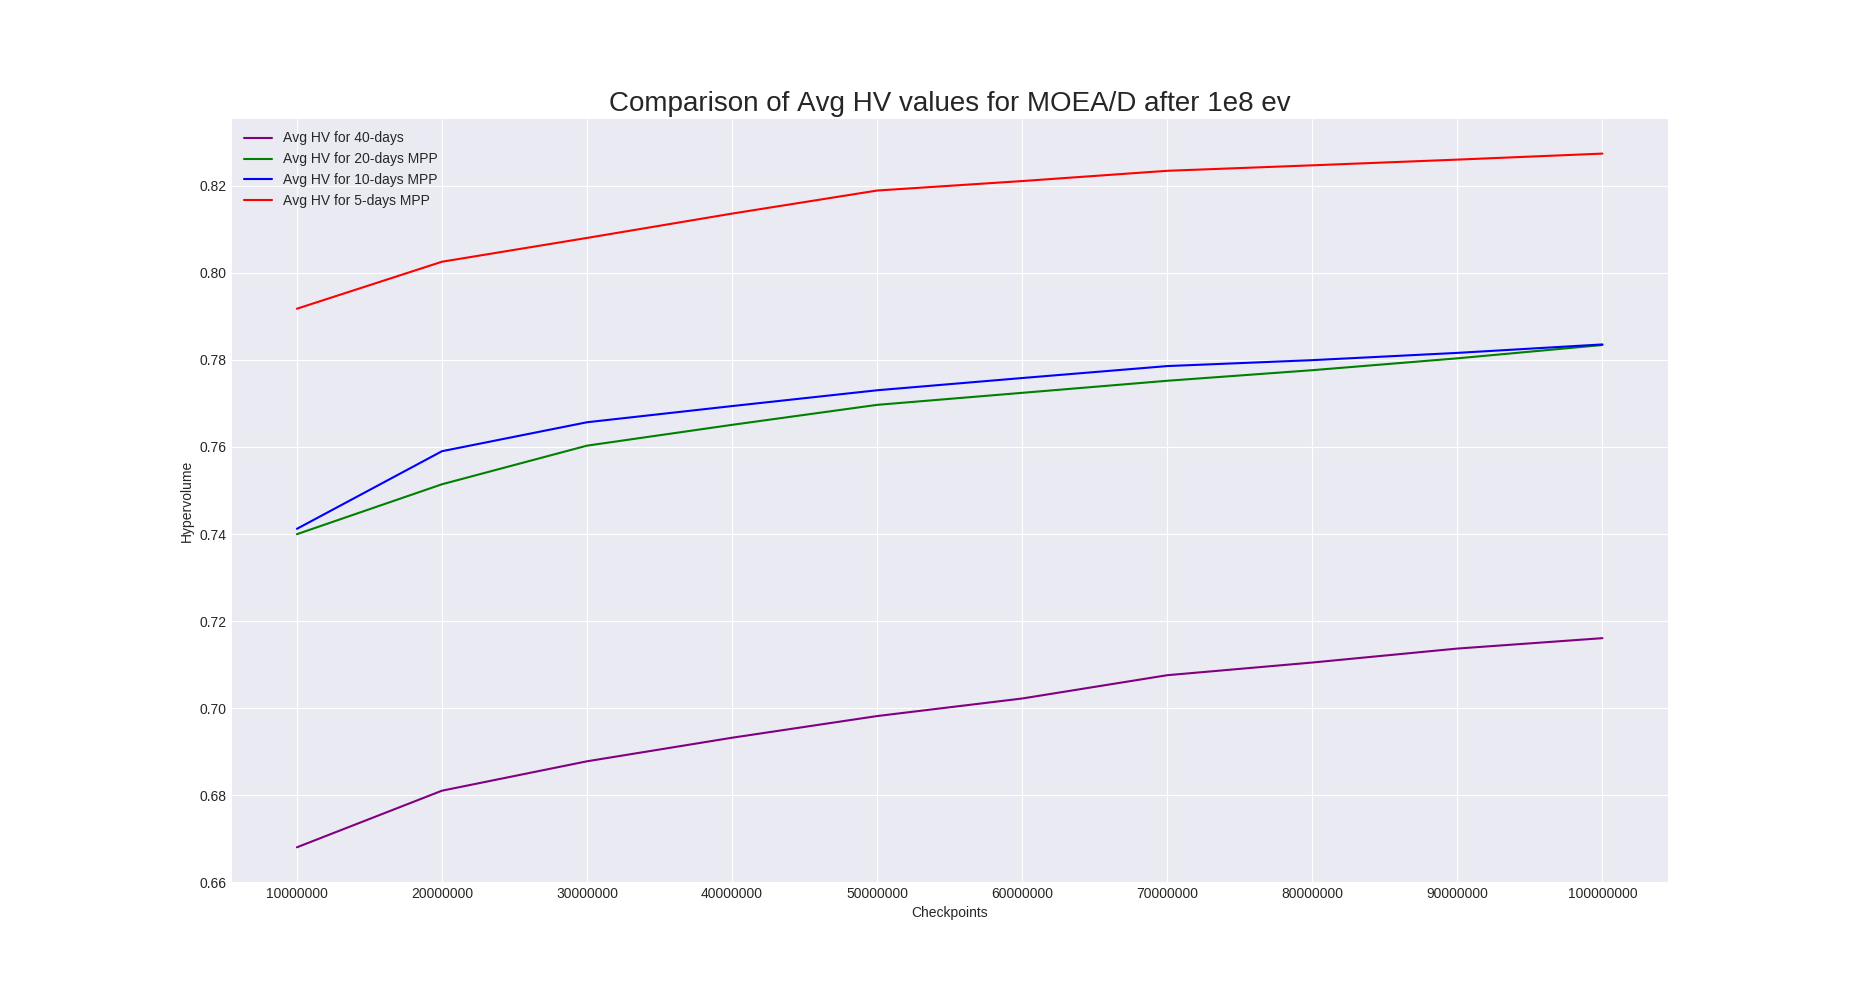 Comparison of Avg HV values for MOEA/D after 1e8 ev
Avg HV for 40-days
Avg HV for 20-days MPP
Avg HV for 10-days MPP
Avg HV for 5-days MPP
0.82
0.80
0.78
0.76
0.74
0.72
0.70
0.68
0.66
Hypervolume
10000000 20000000 30000000 40000000 50000000 60000000 70000000 80000000 90000000 100000000
Checkpoints